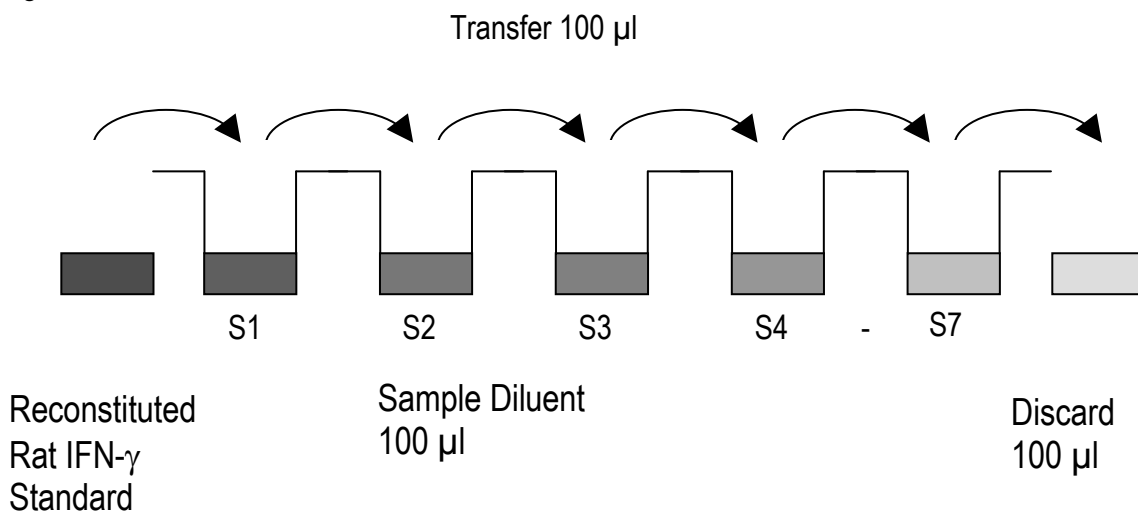 Transfer 100 µl
S1 S2 S3 S4 - S7
Reconstituted
Rat IFN-γ
Standard
Sample Diluent
100 µl
Discard
100 µl